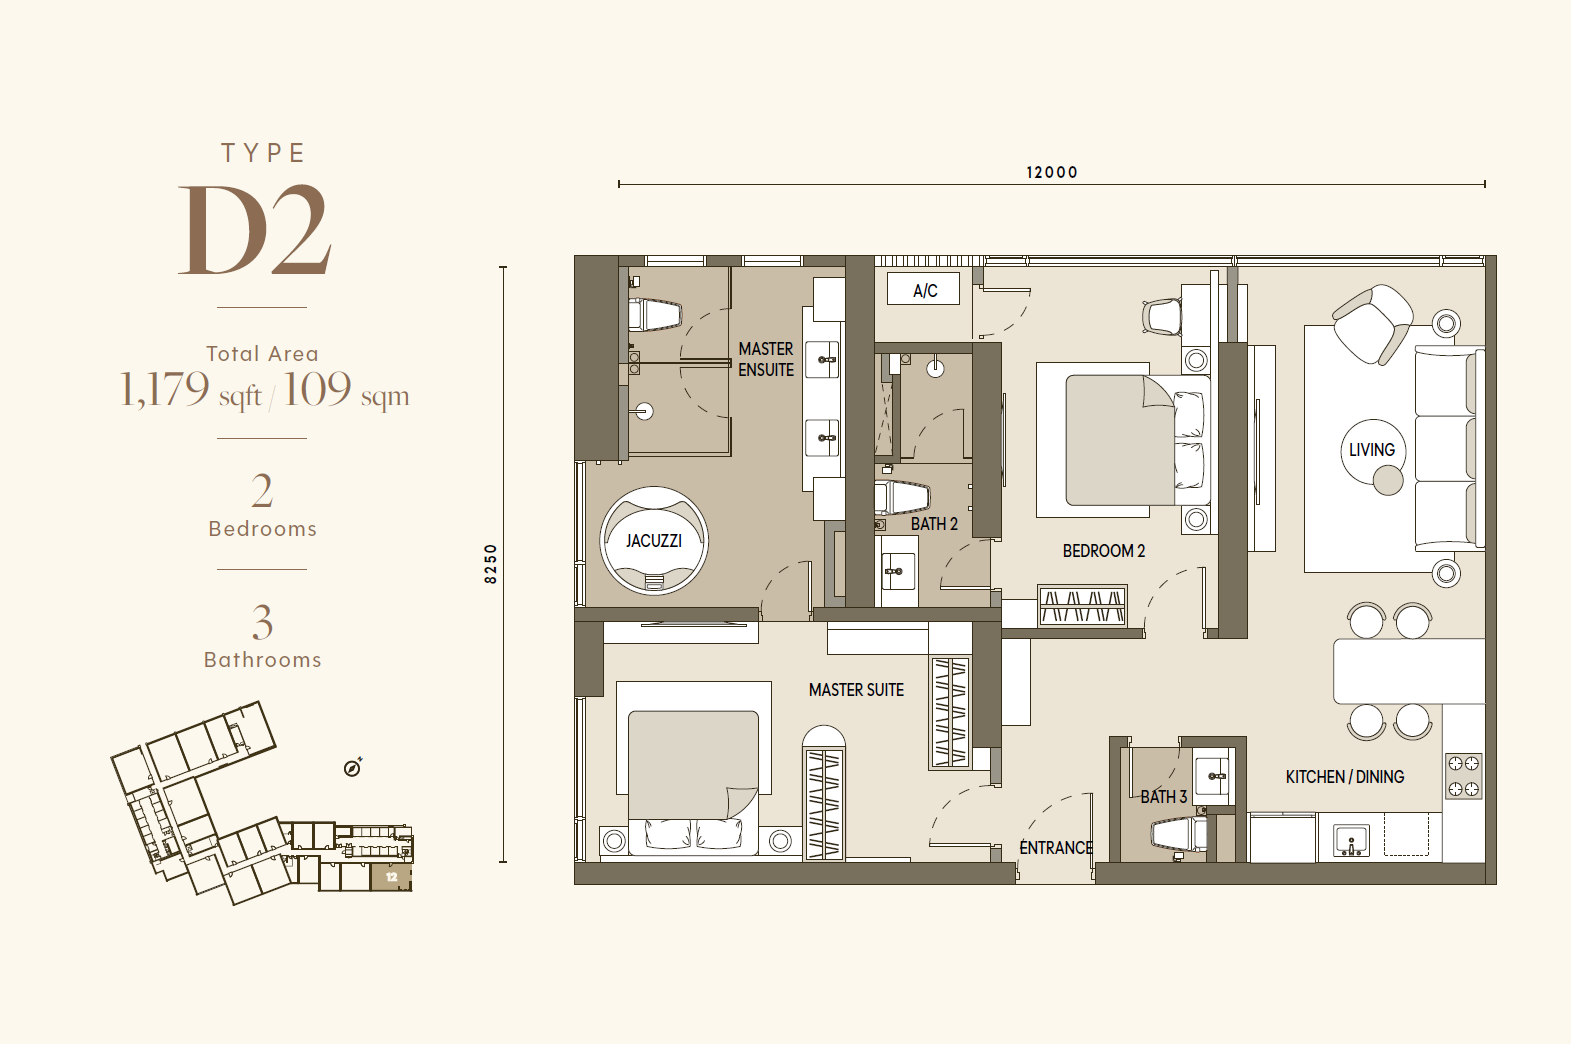 TYPE
D2
Total Area
1,179 sqft / 109 sqm
2
Bedrooms
3
Bathrooms
N
12
12000
8250
A/C
MASTER
ENSUITE
LIVING
BATH 2
JACUZZI
BEDROOM 2
MASTER SUITE
KITCHEN / DINING
BATH 3
ENTRANCE